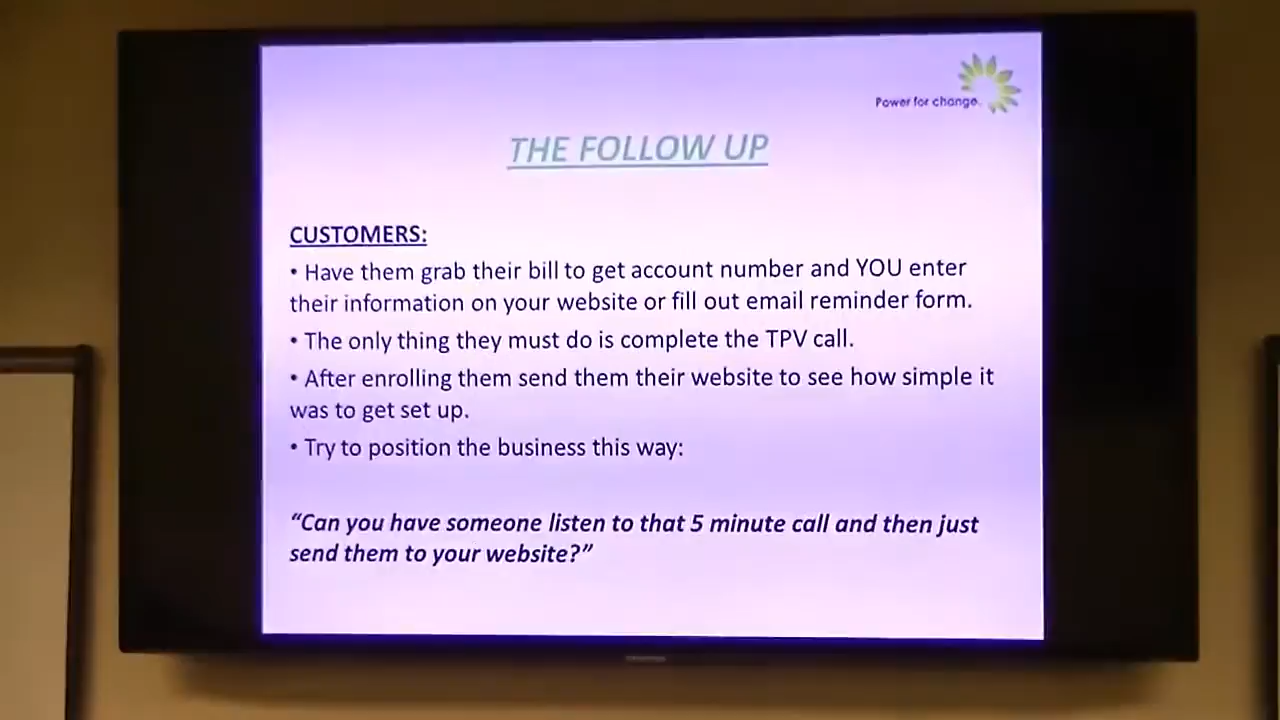 Power for change.
THE FOLLOW UP
CUSTOMERS:
• Have them grab their bill to get account number and YOU enter
their information on your website or fill out email reminder form.
• The only thing they must do is complete the TPV call.
• After enrolling them send them their website to see how simple it
was to get set up.
• Try to position the business this way:
“Can you have someone listen to that 5 minute call and then just
send them to your website?”